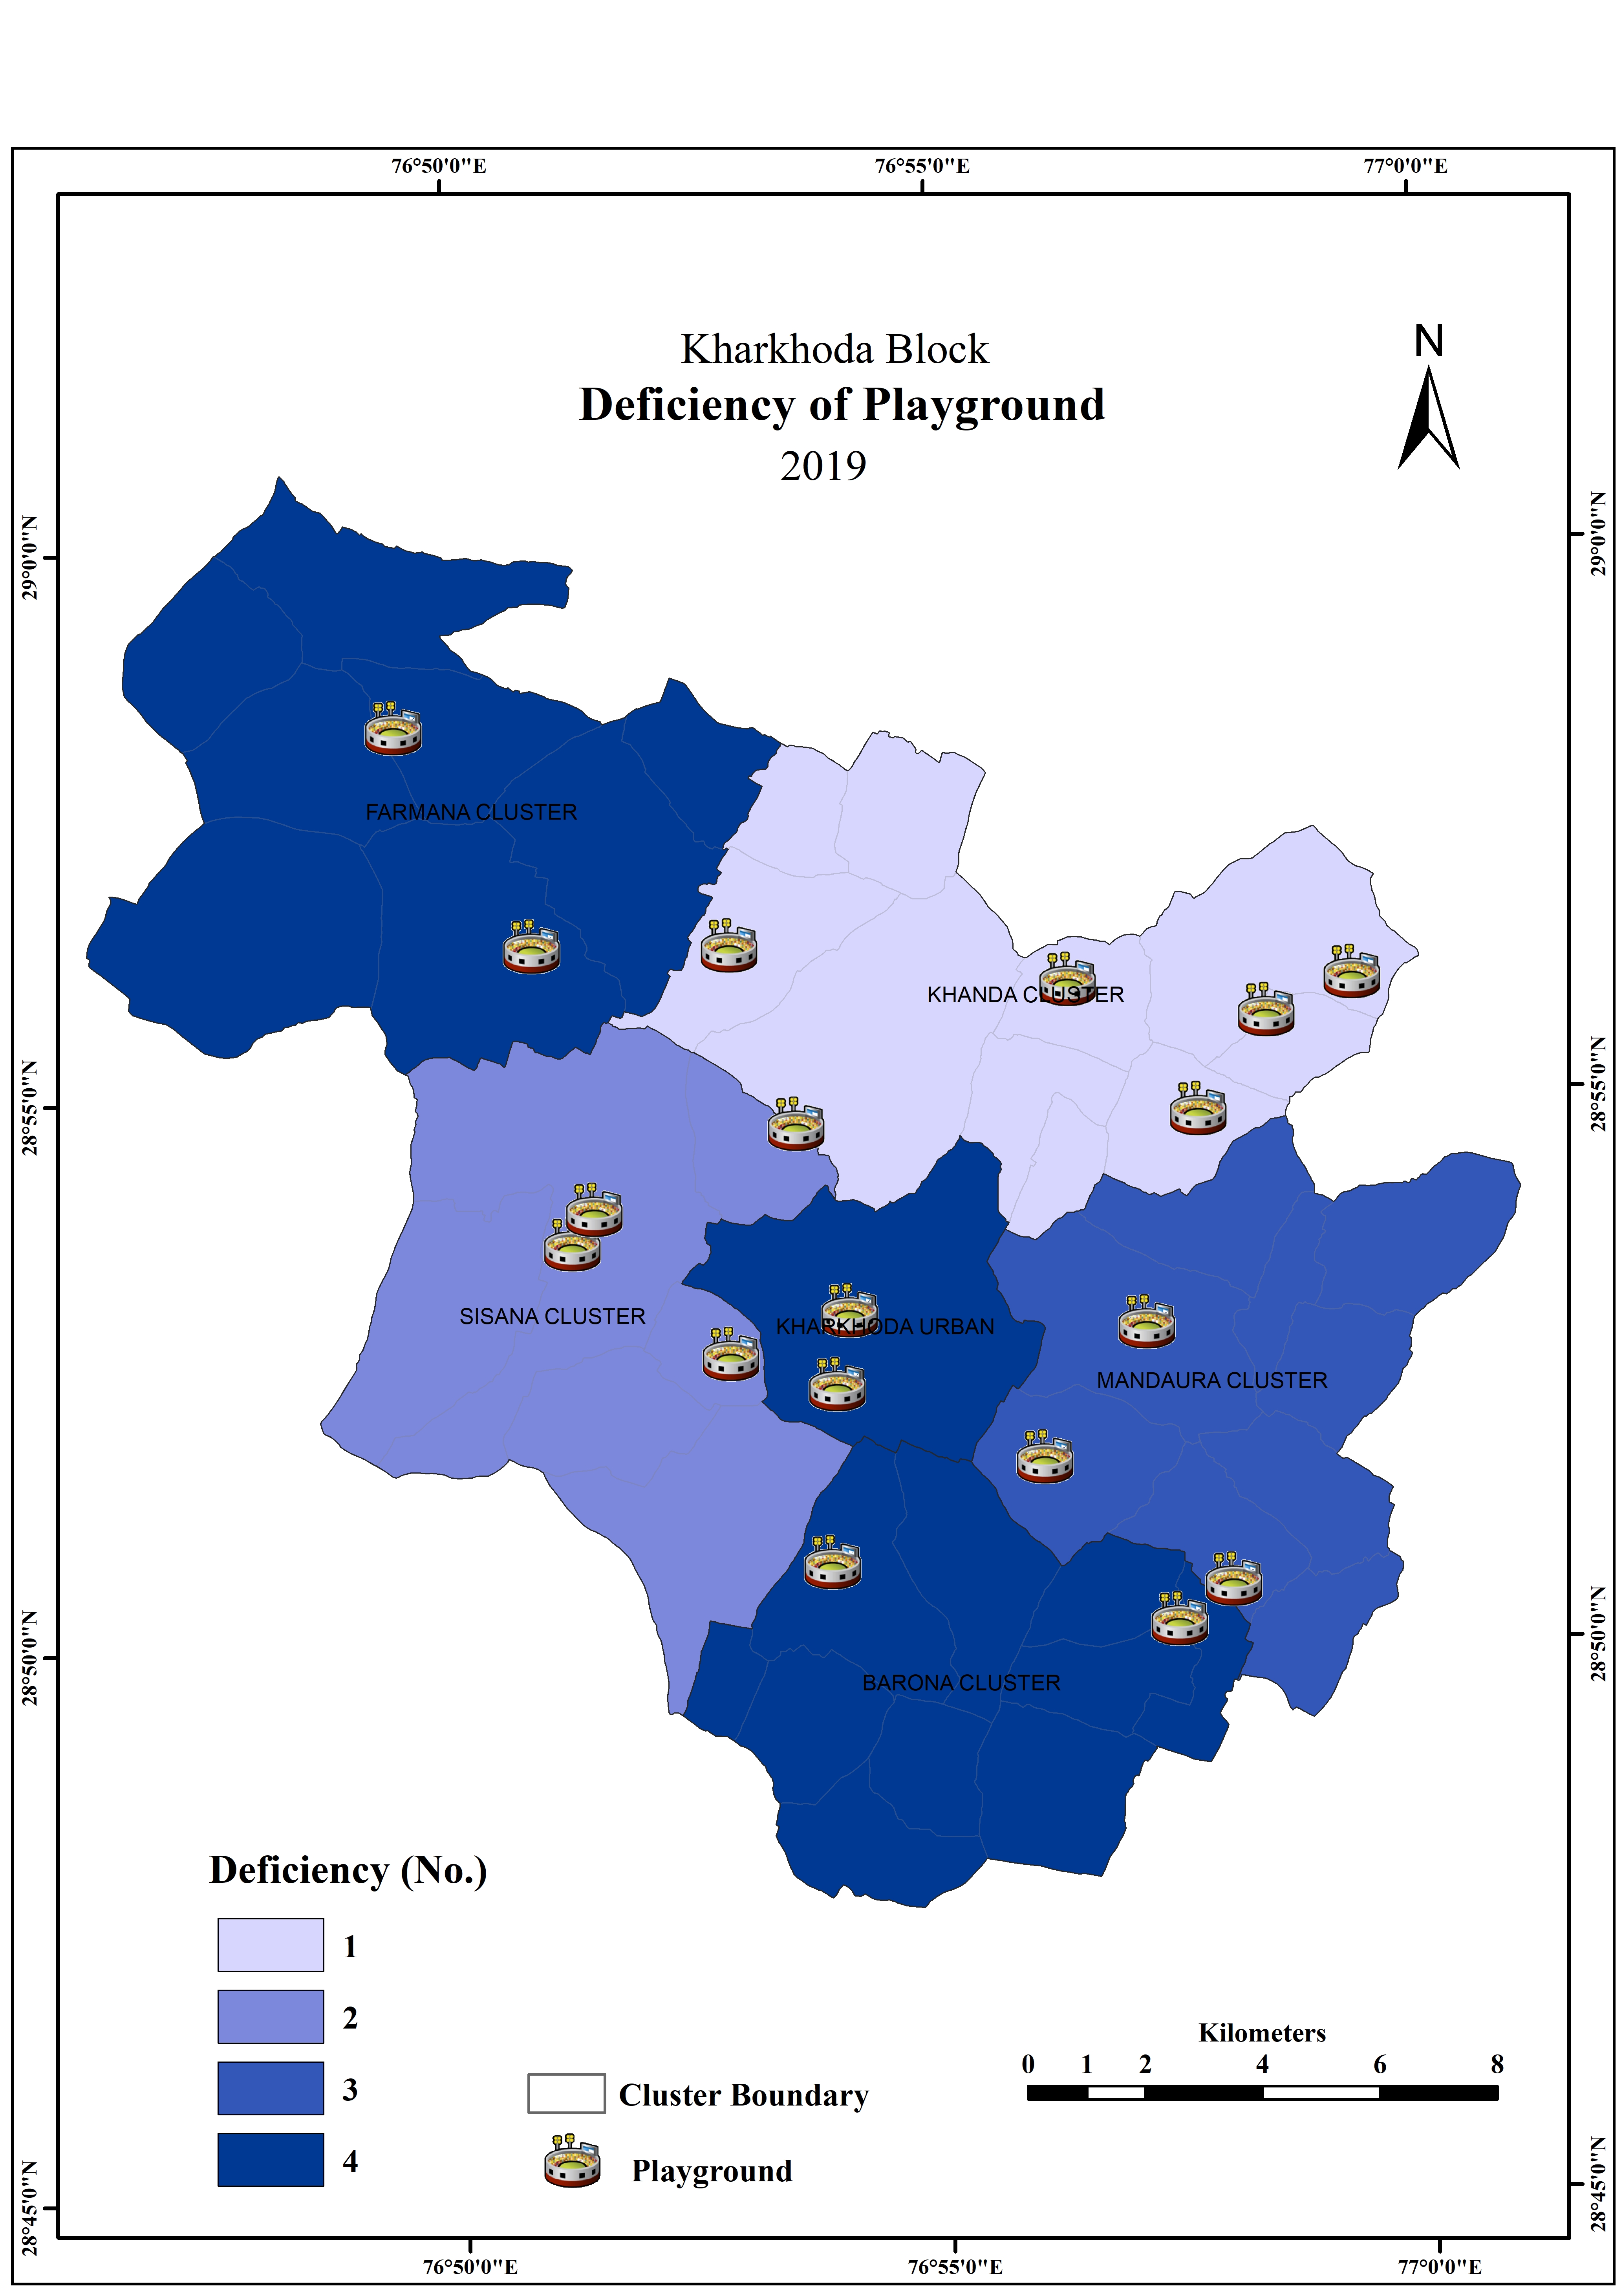 76°50'0"E 76°55'0"E 77°0'0"E
Kharkhoda Block
Deficiency of Playground
2019
N
29°0'0"N 29°0'0"N
FARMANA CLUSTER
KHANDA CLUSTER
28°55'0"N 28°55'0"N
SISANA CLUSTER
KHARKHODA URBAN
MANDAURA CLUSTER
28°50'0"N 28°50'0"N
BARONA CLUSTER
Deficiency (No.)
1
2
3
4
Cluster Boundary
Playground
Kilometers
0 1 2 4 6 8
28°45'0"N 28°45'0"N
76°50'0"E 76°55'0"E 77°0'0"E